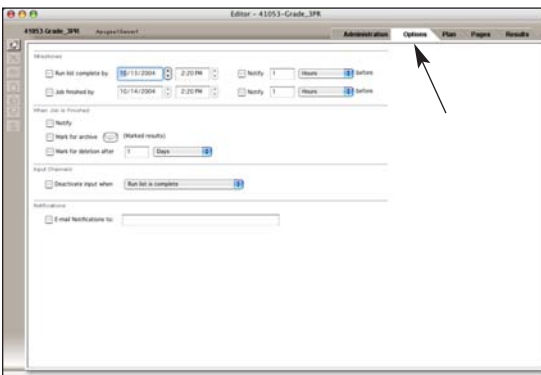 Editor - 41053-Grade_3PR
41053-Grade_3PR
Administration Options Plan Pages Results
Milestones
Run list complete by 10/13/2004 2:20 PM Notify 1 Hours before
Job finished by 10/14/2004 2:20 PM Notify 1 Hours before
When Job is Finished
Notify
Mark for archive (Marked results)
Mark for deletion after 1 Days
Input Channels
Deactivate input when Run list is complete
Notifications
E-mail Notifications to: